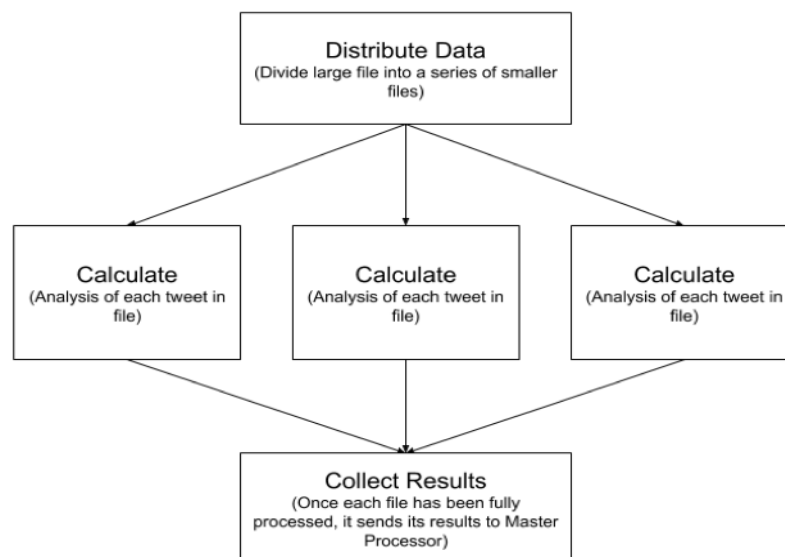 Distribute Data
(Divide large file into a series of smaller
files)
Calculate
(Analysis of each tweet in
file)
Calculate
(Analysis of each tweet in
file)
Calculate
(Analysis of each tweet in
file)
Collect Results
(Once each file has been fully
processed, it sends its results to Master
Processor)